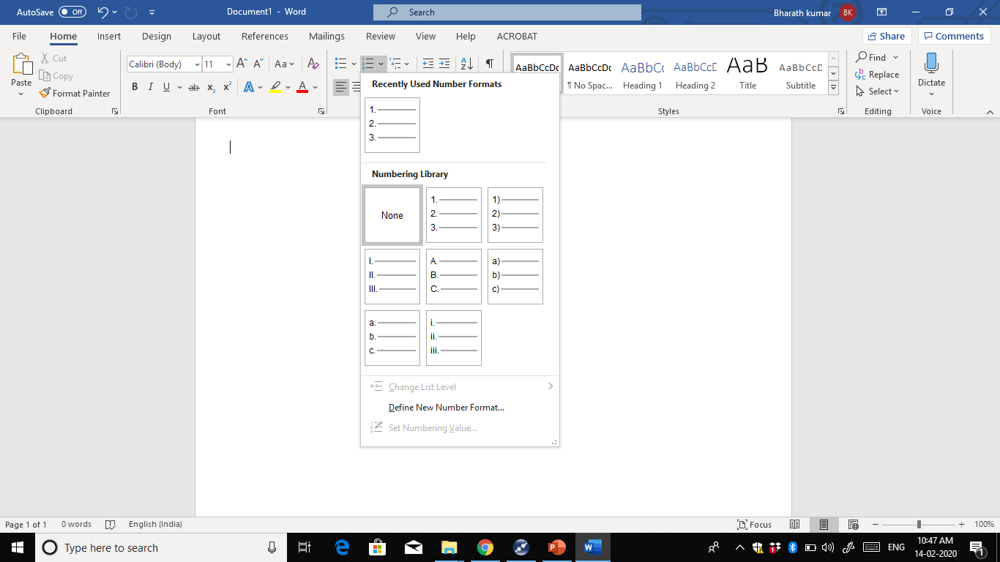 AutoSave Off Document1 - Word Search Bharath kumar BK
File Home Insert Design Layout References Mailings Review View Help ACROBAT Share Comments
Paste
Cut
Copy
Format Painter
Clipboard
Calibri (Body) 11 A A Aa A
B I U ab x2 x2 A A
Font
¶
AaBbCcDc
AaBbCcDc
¶ No Spac...
AaBbCc
Heading 1
AaBbCcD
Heading 2
AaB
Title
AaBbCcD
Subtitle
Styles
Find
Replace
Select
Editing
Dictate
Voice
Recently Used Number Formats
1.
2.
3.
Numbering Library
None
1.
2.
3.
1)
2)
3)
I.
II.
III.
A.
B.
C.
a)
b)
c)
a.
b.
c.
i.
ii.
iii.
Change List Level
Define New Number Format...
Set Numbering Value...
Page 1 of 1 0 words English (India) Focus 100%
Type here to search ENG 10:47 AM
14-02-2020
1